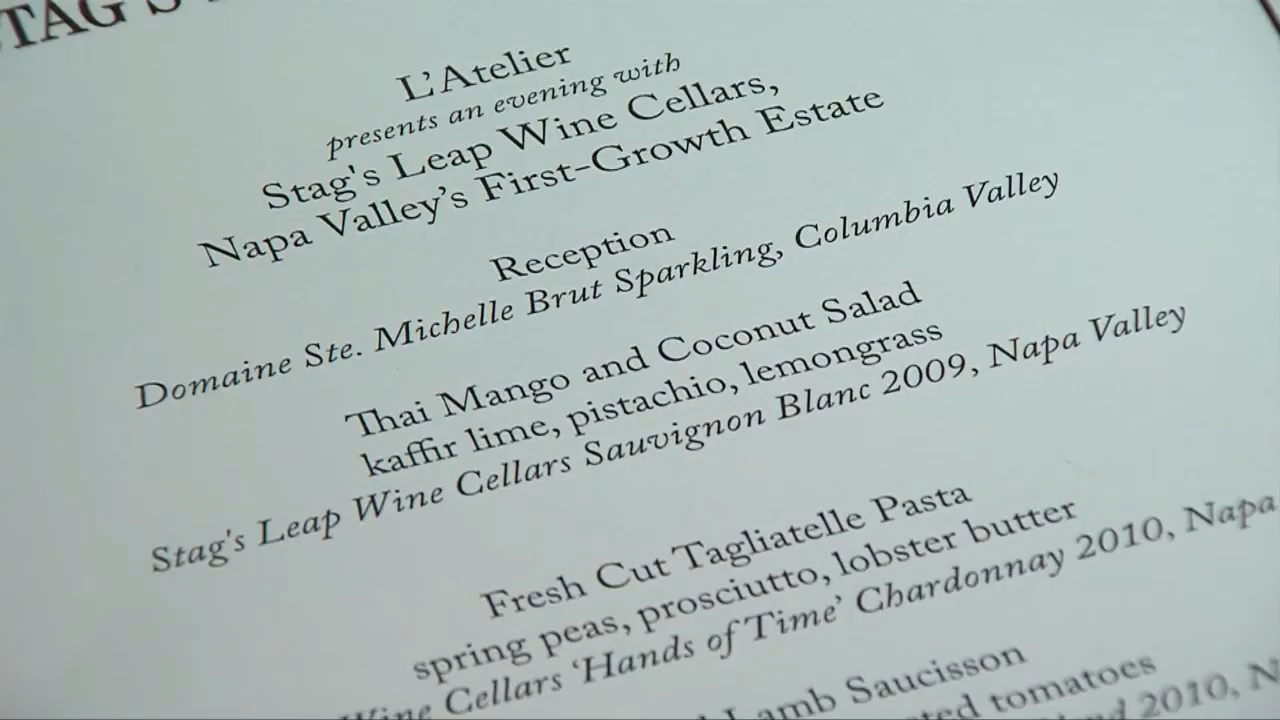 STAG'S
L'Atelier
presents an evening with
Stag's Leap Wine Cellars,
Napa Valley's First-Growth Estate
Reception
Domaine Ste. Michelle Brut Sparkling, Columbia Valley
Thai Mango and Coconut Salad
kaffir lime, pistachio, lemongrass
Stag's Leap Wine Cellars Sauvignon Blanc 2009, Napa Valley
Fresh Cut Tagliatelle Pasta
spring peas, prosciutto, lobster butter
Wine Cellars 'Hands of Time' Chardonnay 2010, Napa
Lamb Saucisson
tomatoes
2010, N